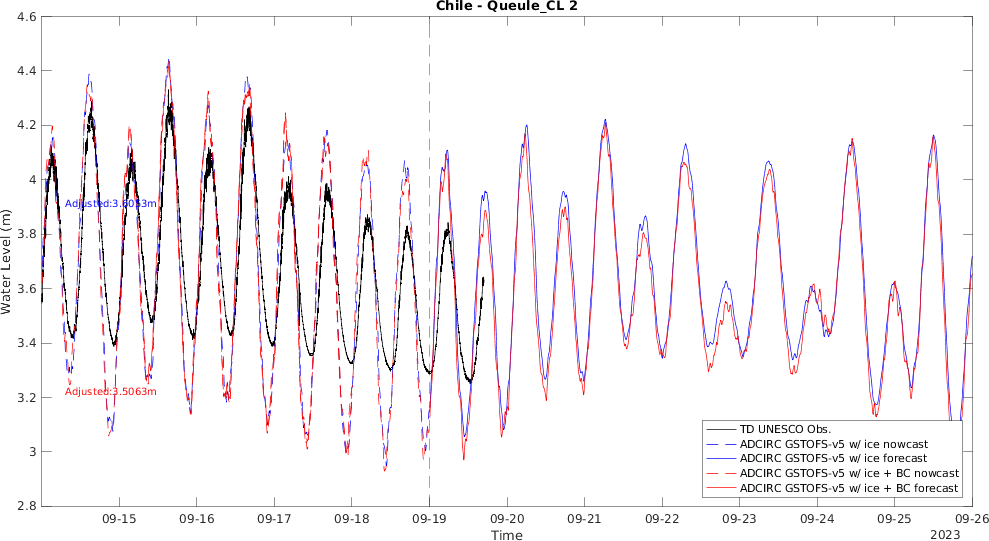 Chile - Queule_CL 2
4.6
4.4
4.2
4
3.8
3.6
3.4
3.2
3
2.8
Water Level (m)
Adjusted:3.6053m
Adjusted:3.5063m
TD UNESCO Obs.
ADCIRC GSTOFS-v5 w/ ice nowcast
ADCIRC GSTOFS-v5 w/ ice forecast
ADCIRC GSTOFS-v5 w/ ice + BC nowcast
ADCIRC GSTOFS-v5 w/ ice + BC forecast
09-15 09-16 09-17 09-18 09-19 09-20 09-21 09-22 09-23 09-24 09-25 09-26
Time
2023